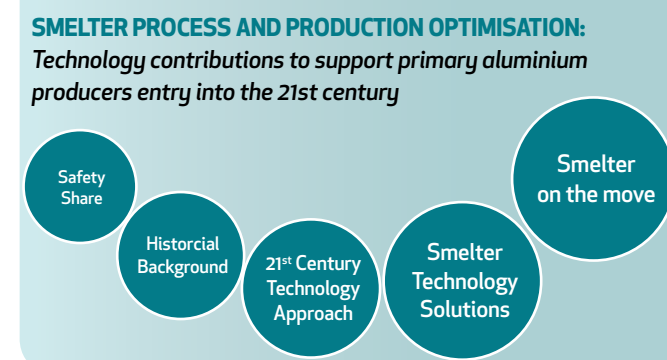 SMELTER PROCESS AND PRODUCTION OPTIMISATION:
Technology contributions to support primary aluminium
producers entry into the 21st century
Safety
Share
Historcial
Background
21st Century
Technology
Approach
Smelter
Technology
Solutions
Smelter
on the move